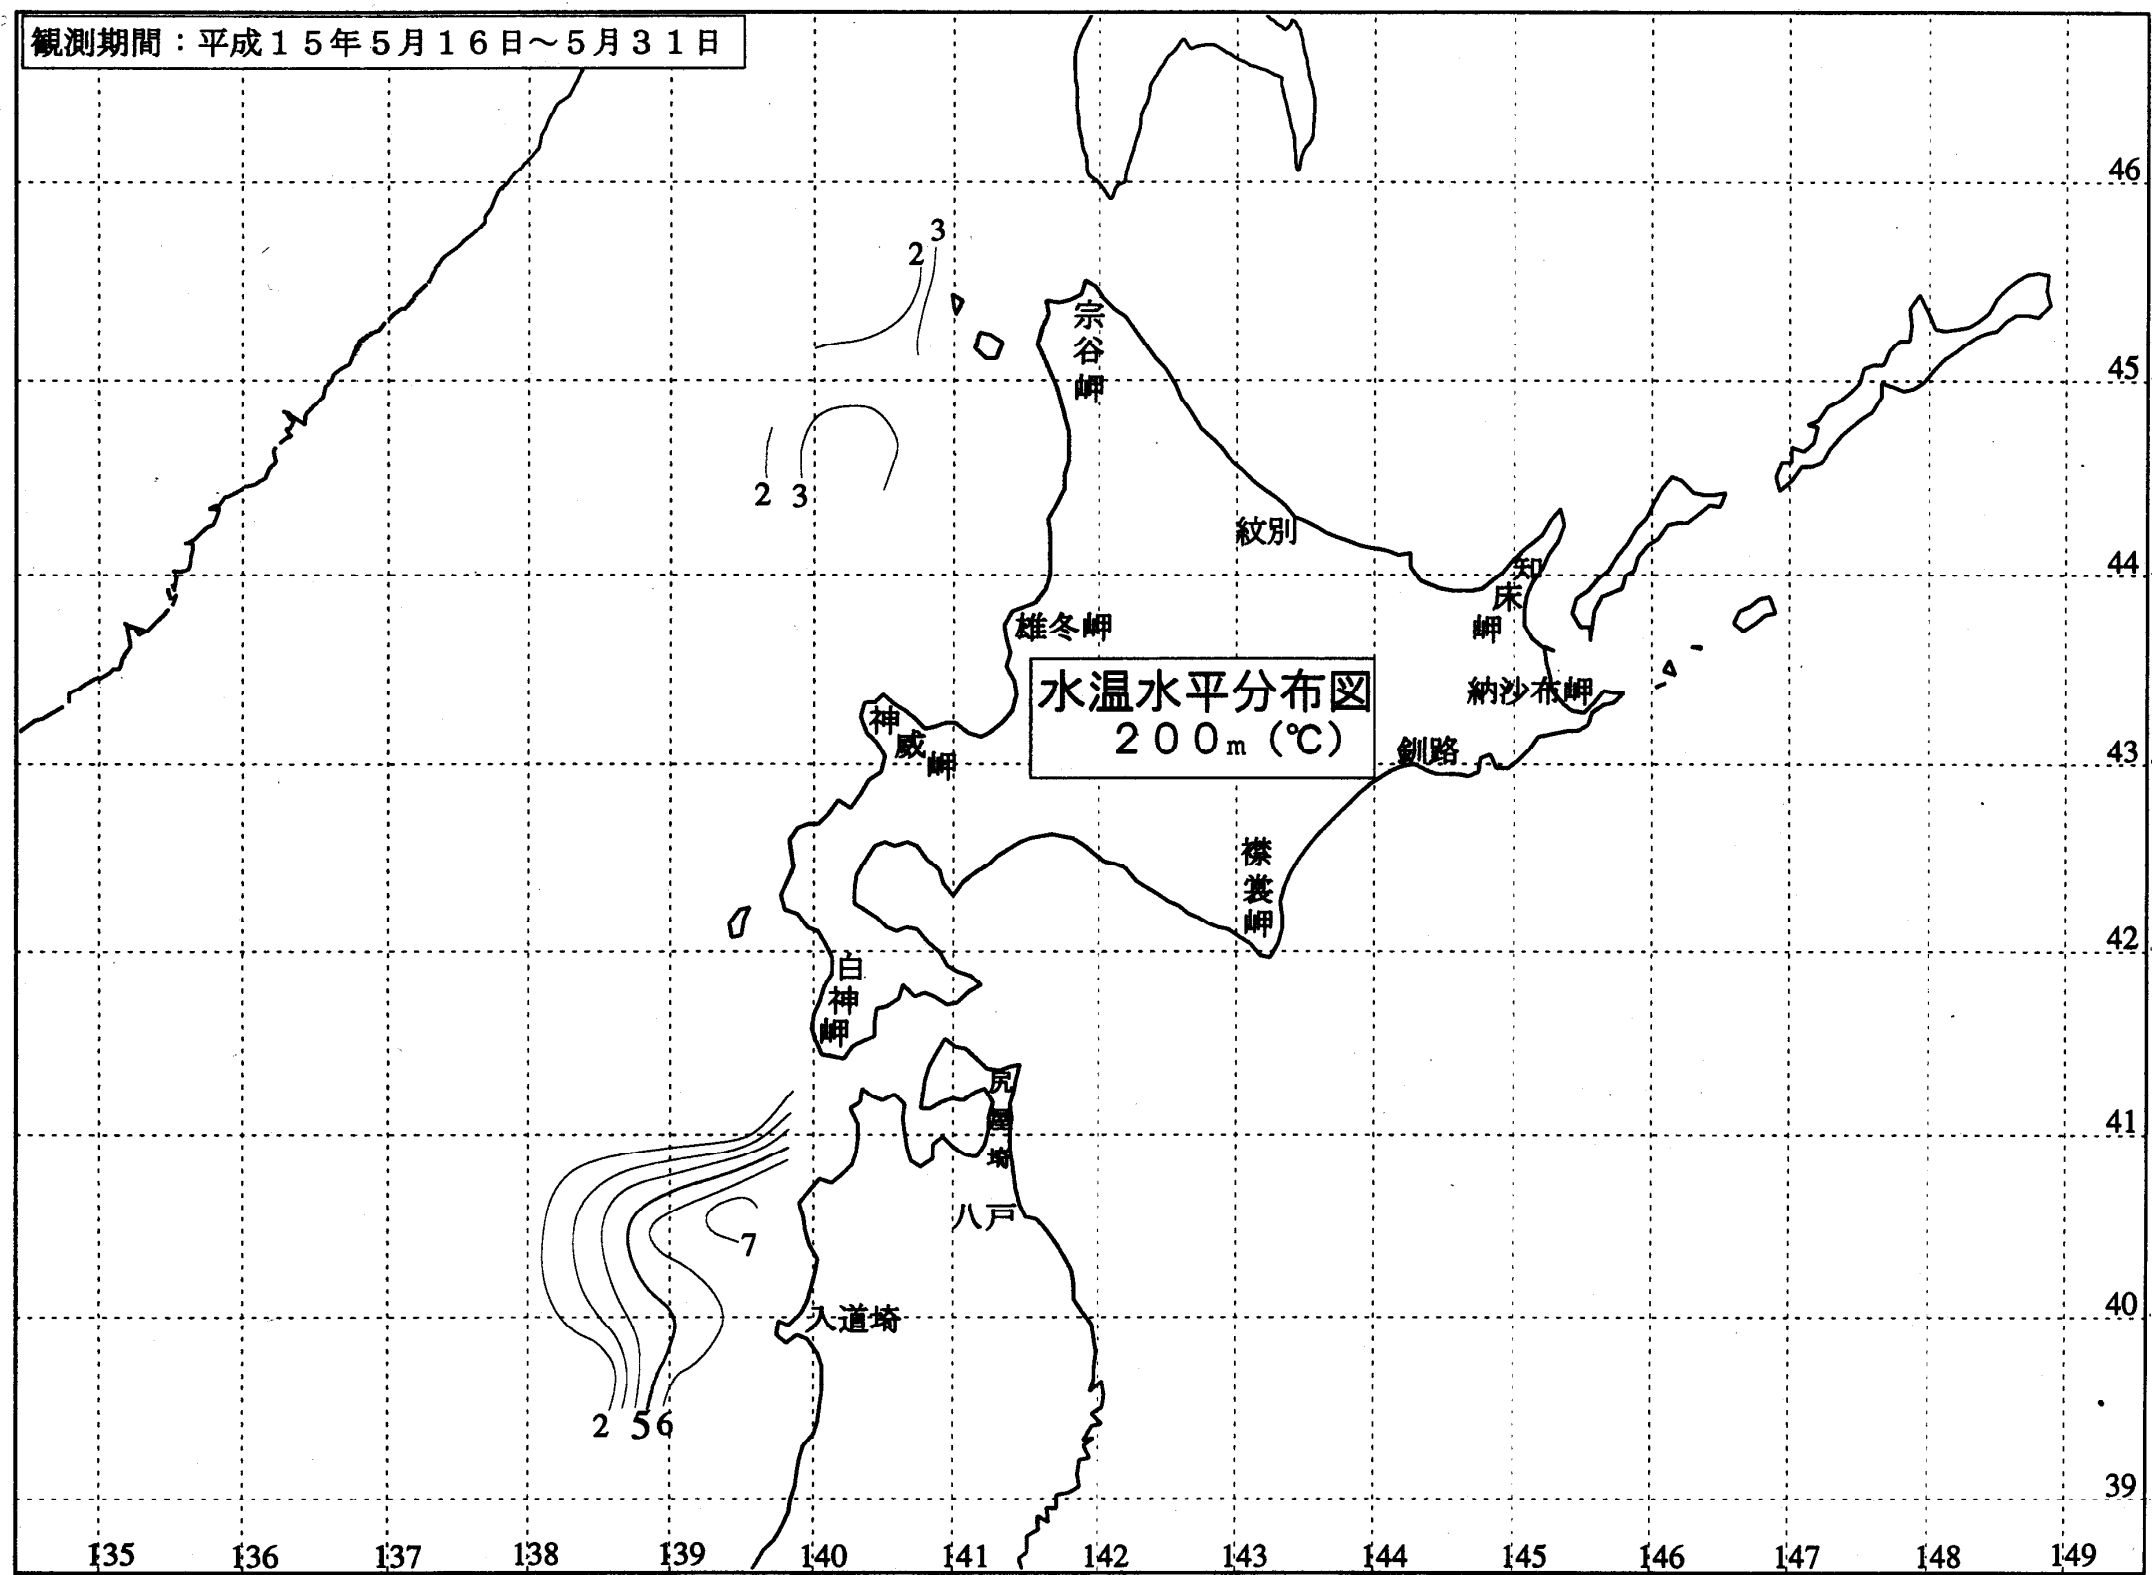 観測期間：平成１５年５月１６日～５月３１日
46
3
2
宗谷岬
45
2 3
紋別
44
知床岬
雄冬岬
水温水平分布図
２００ｍ（℃）
納沙布岬
神威岬
釧路
43
襟裳岬
42
白神岬
尻屋埼
41
八戸
7
40
入道埼
2 5 6
39
135 136 137 138 139 140 141 142 143 144 145 146 147 148 149